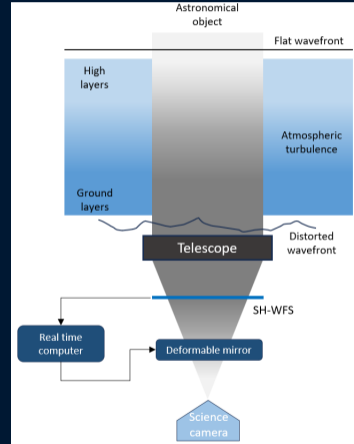 Astronomical
object
Flat wavefront
High
layers
Atmospheric
turbulence
Ground
layers
Distorted
wavefront
Telescope
SH-WFS
Real time
computer
Deformable mirror
Science
camera